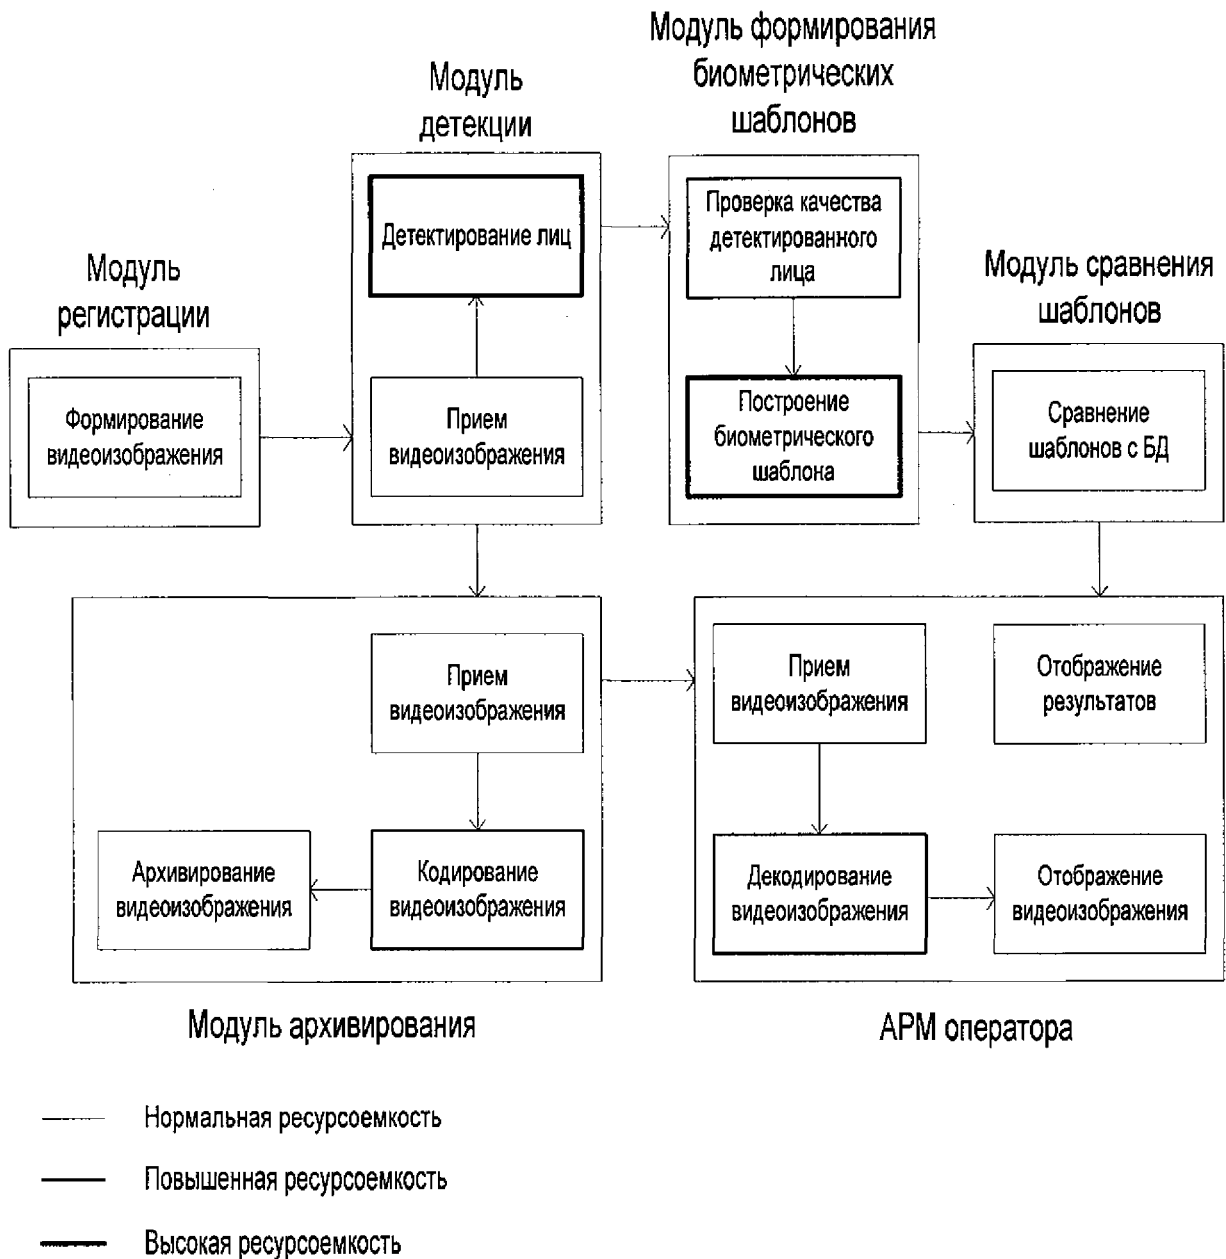 Модуль формирования
биометрических
шаблонов
Модуль
детекции
Детектирование лиц
Проверка качества
детектированного
лица
Модуль
регистрации
Модуль сравнения
шаблонов
Формирование
видеоизображения
Прием
видеоизображения
Построение
биометрического
шаблона
Сравнение
шаблонов с БД
Прием
видеоизображения
Прием
видеоизображения
Отображение
результатов
Архивирование
видеоизображения
Кодирование
видеоизображения
Декодирование
видеоизображения
Отображение
видеоизображения
Модуль архивирования
АРМ оператора
Нормальная ресурсоемкость
Повышенная ресурсоемкость
Высокая ресурсоемкость